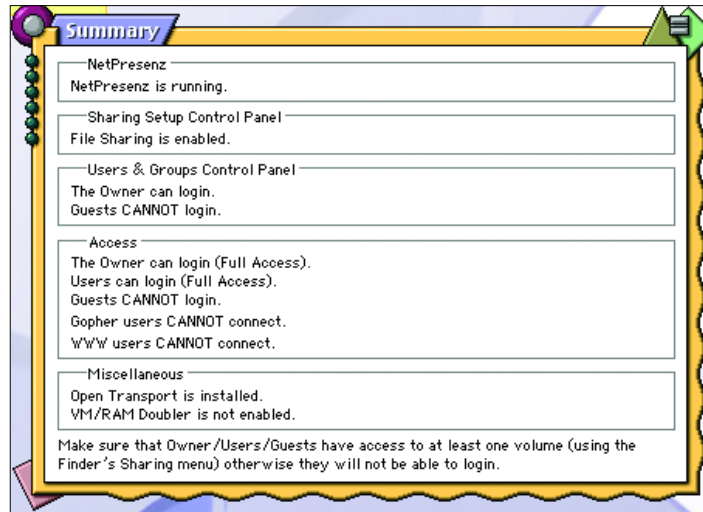 Summary
NetPresenz
NetPresenz is running.
Sharing Setup Control Panel
File Sharing is enabled.
Users & Groups Control Panel
The Owner can login.
Guests CANNOT login.
Access
The Owner can login (Full Access).
Users can login (Full Access).
Guests CANNOT login.
Gopher users CANNOT connect.
WWW users CANNOT connect.
Miscellaneous
Open Transport is installed.
VM/RAM Doubler is not enabled.
Make sure that Owner/Users/Guests have access to at least one volume (using the
Finder's Sharing menu) otherwise they will not be able to login.